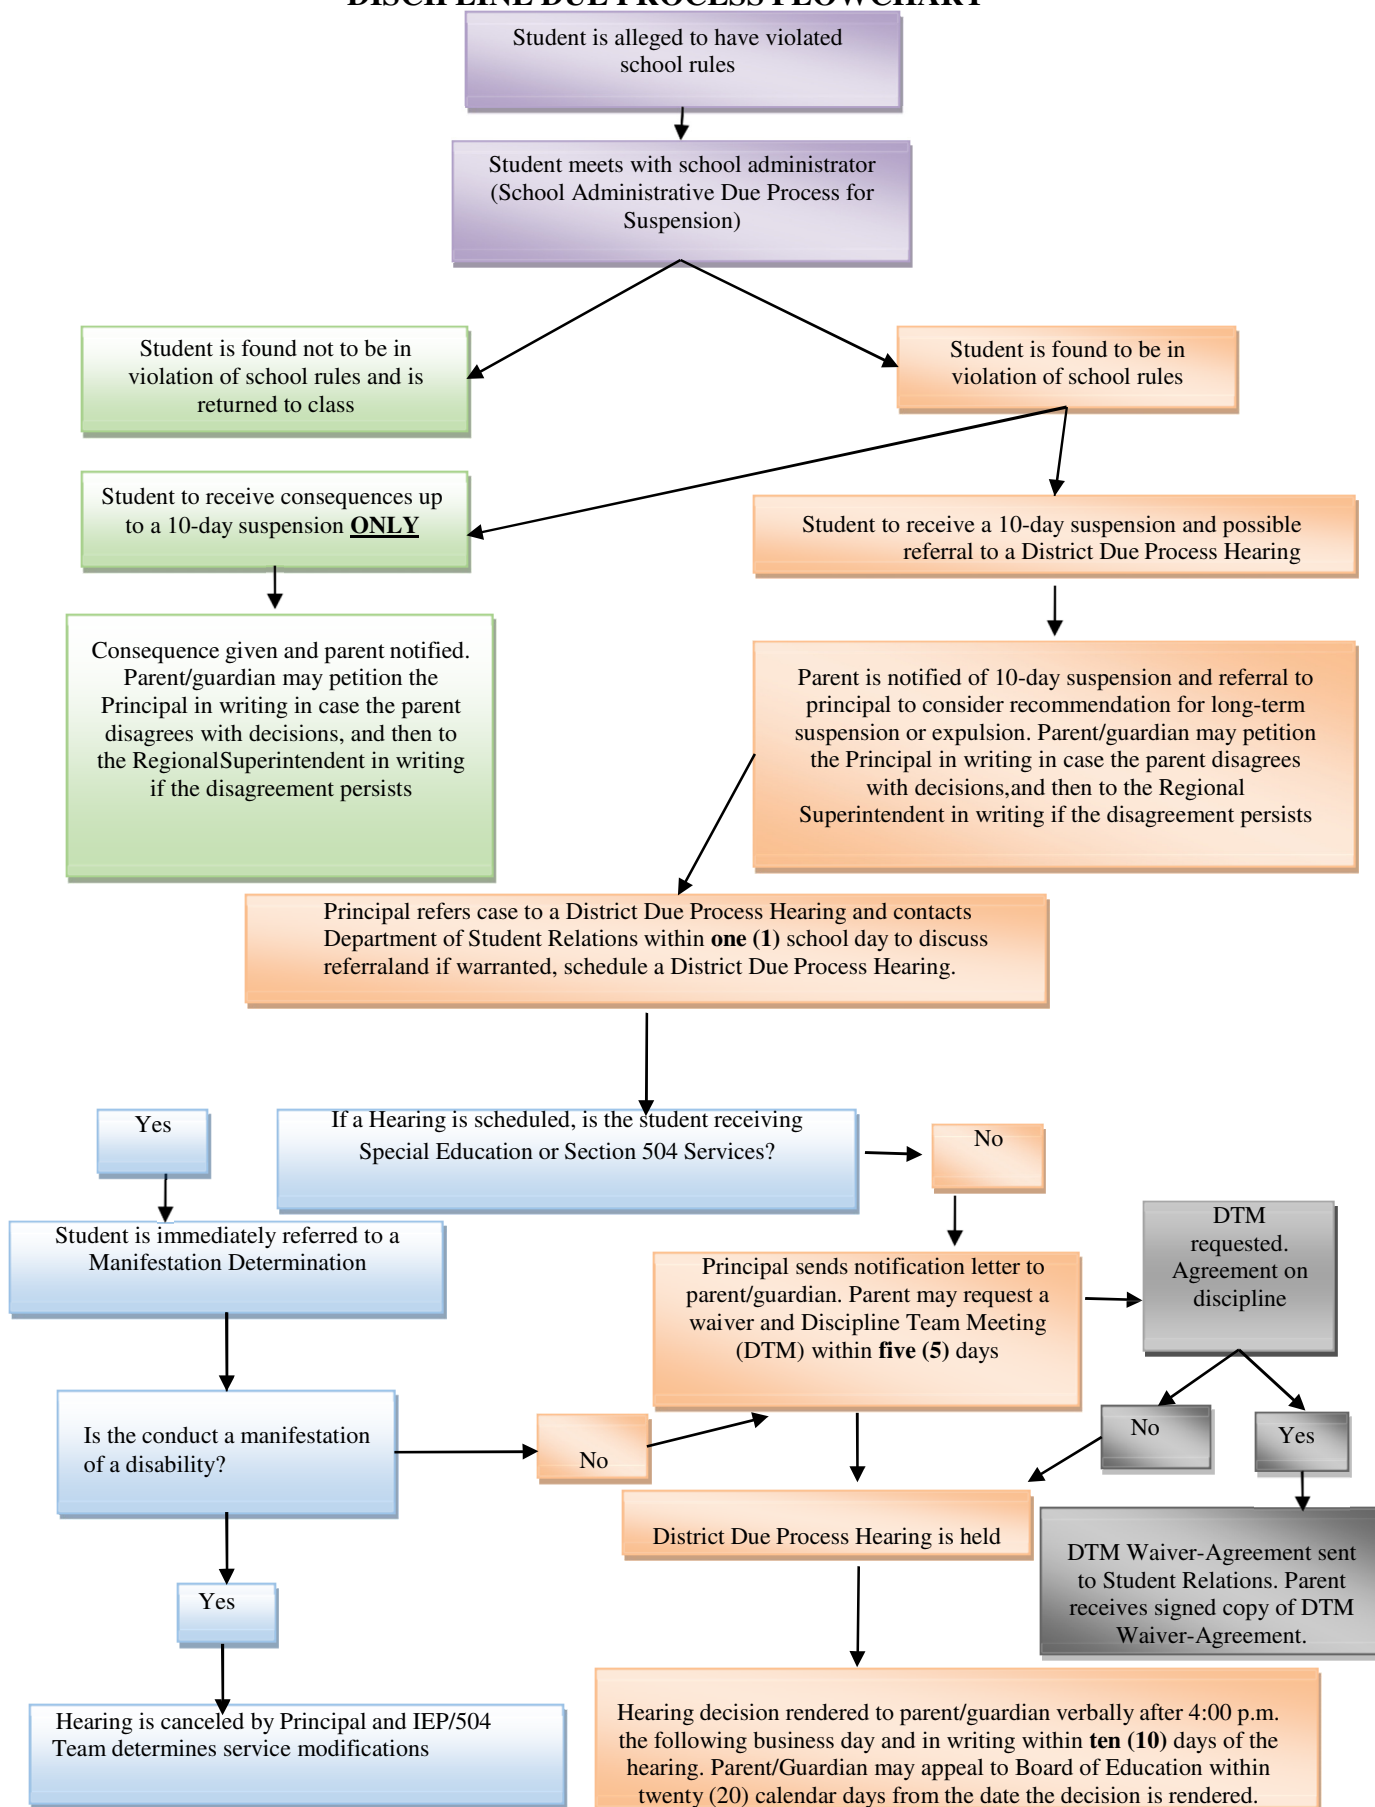 DISCIPLINE DUE PROCESS FLOWCHART
Student is alleged to have violated
school rules
Student meets with school administrator
(School Administrative Due Process for
Suspension)
Student is found not to be in
violation of school rules and is
returned to class
Student is found to be in
violation of school rules
Student to receive consequences up
to a 10-day suspension ONLY
Student to receive a 10-day suspension and possible
referral to a District Due Process Hearing
Consequence given and parent notified.
Parent/guardian may petition the
Principal in writing in case the parent
disagrees with decisions, and then to
the RegionalSuperintendent in writing
if the disagreement persists
Parent is notified of 10-day suspension and referral to
principal to consider recommendation for long-term
suspension or expulsion. Parent/guardian may petition
the Principal in writing in case the parent disagrees
with decisions,and then to the Regional
Superintendent in writing if the disagreement persists
Principal refers case to a District Due Process Hearing and contacts
Department of Student Relations within one (1) school day to discuss
referraland if warranted, schedule a District Due Process Hearing.
Yes
If a Hearing is scheduled, is the student receiving
Special Education or Section 504 Services?
No
Student is immediately referred to a
Manifestation Determination
Principal sends notification letter to
parent/guardian. Parent may request a
waiver and Discipline Team Meeting
(DTM) within five (5) days
DTM
requested.
Agreement on
discipline
Is the conduct a manifestation
of a disability?
No
No
Yes
District Due Process Hearing is held
DTM Waiver-Agreement sent
to Student Relations. Parent
receives signed copy of DTM
Waiver-Agreement.
Yes
Hearing is canceled by Principal and IEP/504
Team determines service modifications
Hearing decision rendered to parent/guardian verbally after 4:00 p.m.
the following business day and in writing within ten (10) days of the
hearing. Parent/Guardian may appeal to Board of Education within
twenty (20) calendar days from the date the decision is rendered.